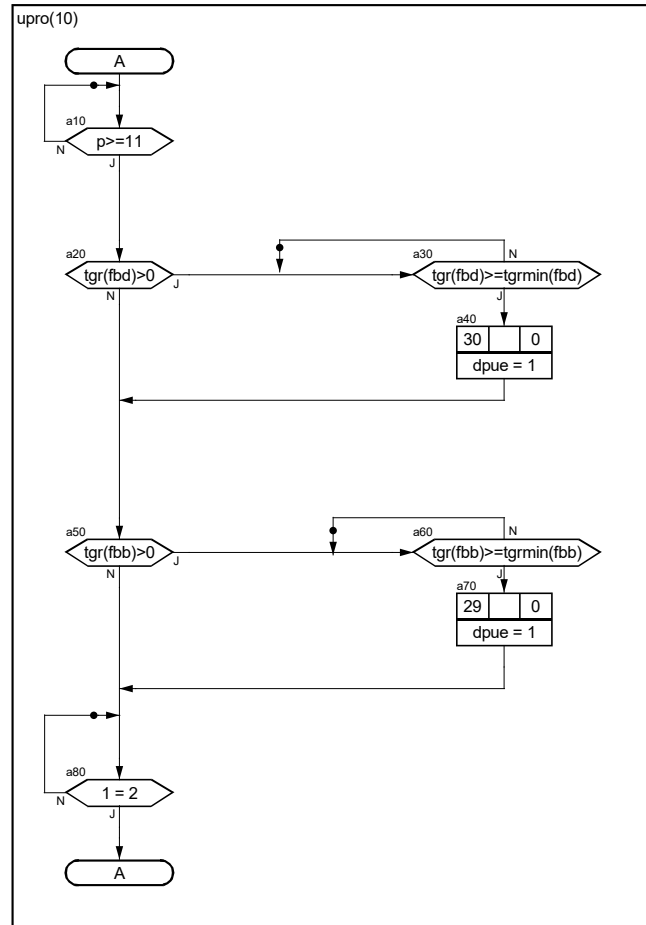 upro(10)
A
a10
p>=11
N
J
a20
tgr(fbd)>0
J
N
a30
N
tgr(fbd)>=tgrmin(fbd)
J
a40
30 0
dpue = 1
a50
tgr(fbb)>0
J
N
a60
N
tgr(fbb)>=tgrmin(fbb)
J
a70
29 0
dpue = 1
a80
1 = 2
N
J
A